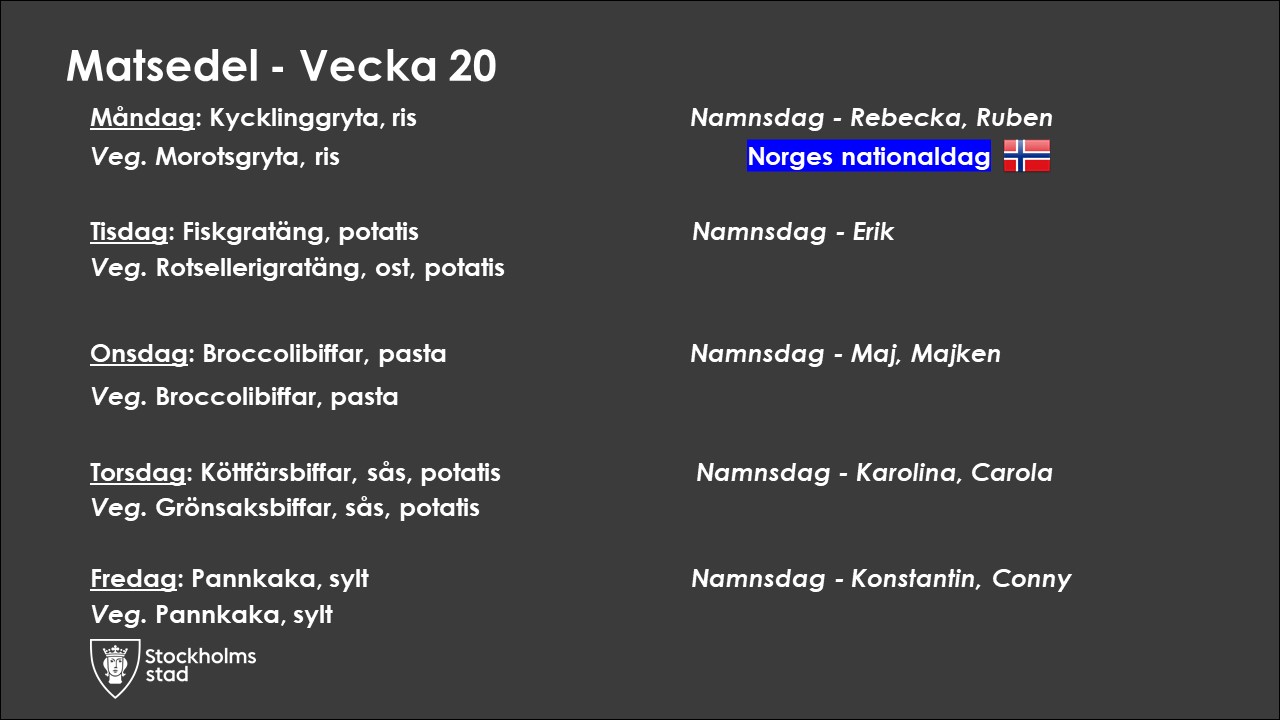 Matsedel - Vecka 20
Måndag: Kycklinggryta, ris
Namnsdag - Rebecka, Ruben
Veg. Morotsgryta, ris
Norges nationaldag
Tisdag: Fiskgratäng, potatis
Namnsdag - Erik
Veg. Rotsellerigratäng, ost, potatis
Onsdag: Broccolibiffar, pasta
Namnsdag - Maj, Majken
Veg. Broccolibiffar, pasta
Torsdag: Köttfärsbiffar, sås, potatis
Namnsdag - Karolina, Carola
Veg. Grönsaksbiffar, sås, potatis
Fredag: Pannkaka, sylt
Namnsdag - Konstantin, Conny
Veg. Pannkaka, sylt
Stockholms
stad